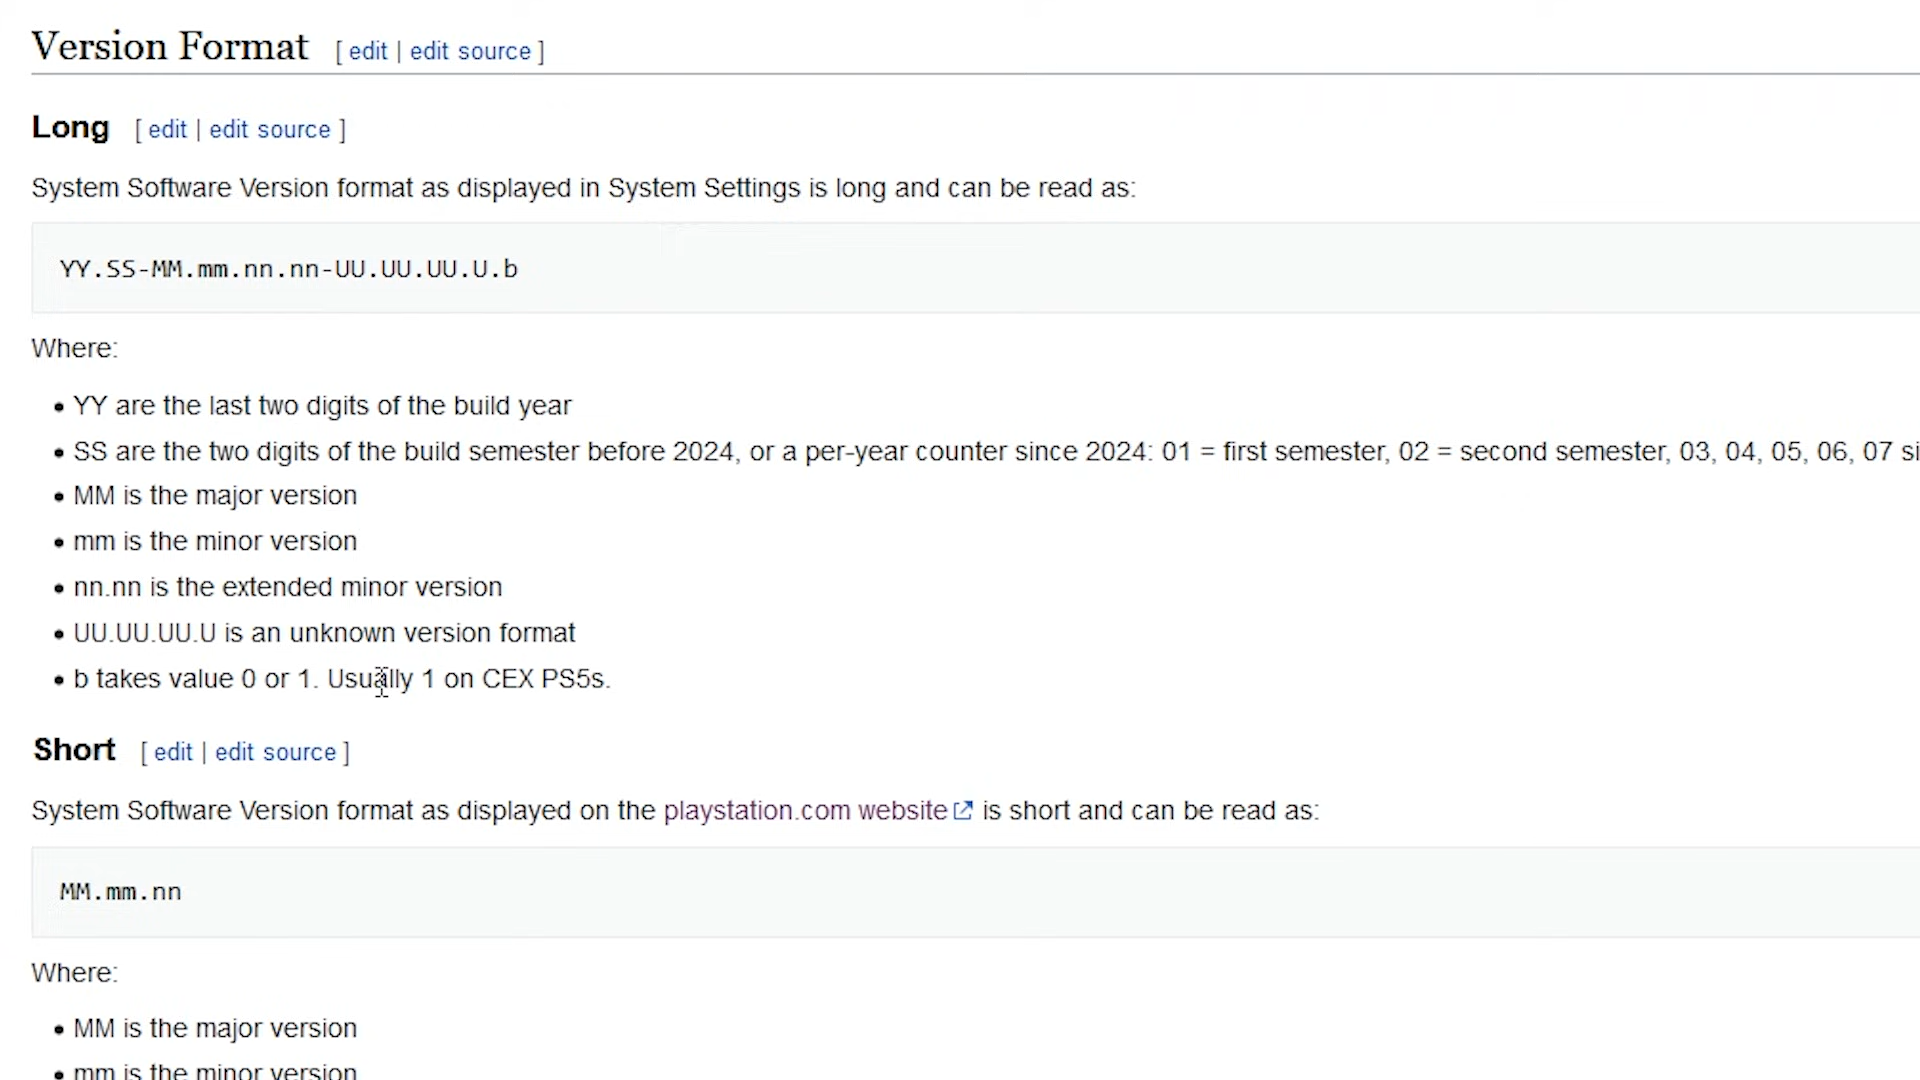 Version Format [ edit | edit source ]
Long [ edit | edit source ]
System Software Version format as displayed in System Settings is long and can be read as:
YY.SS-MM.mm.nn.nn-UU.UU.UU.U.b
Where:
• YY are the last two digits of the build year
• SS are the two digits of the build semester before 2024, or a per-year counter since 2024: 01 = first semester, 02 = second semester, 03, 04, 05, 06, 07 si
• MM is the major version
• mm is the minor version
• nn.nn is the extended minor version
• UU.UU.UU.U is an unknown version format
• b takes value 0 or 1. Usually 1 on CEX PS5s.
Short [ edit | edit source ]
System Software Version format as displayed on the playstation.com website is short and can be read as:
MM.mm.nn
Where:
• MM is the major version
• mm is the minor version